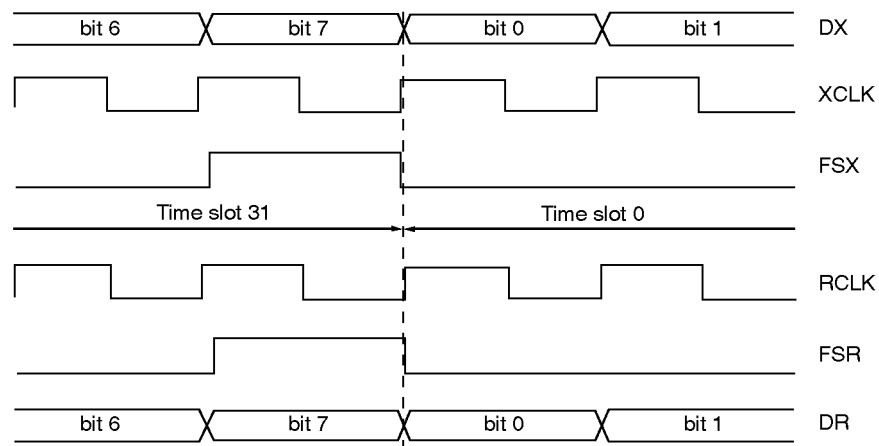 bit 6 bit 7 bit 0 bit 1 DX
XCLK
FSX
Time slot 31 Time slot 0
RCLK
FSR
bit 6 bit 7 bit 0 bit 1 DR